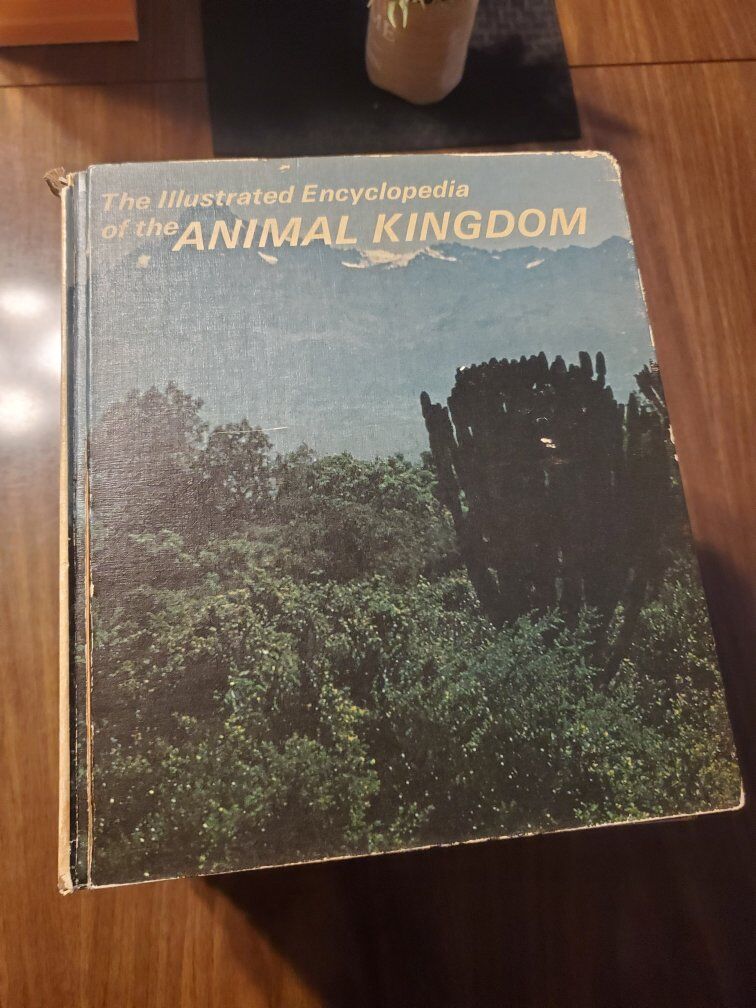 The Illustrated Encyclopedia
of the ANIMAL KINGDOM